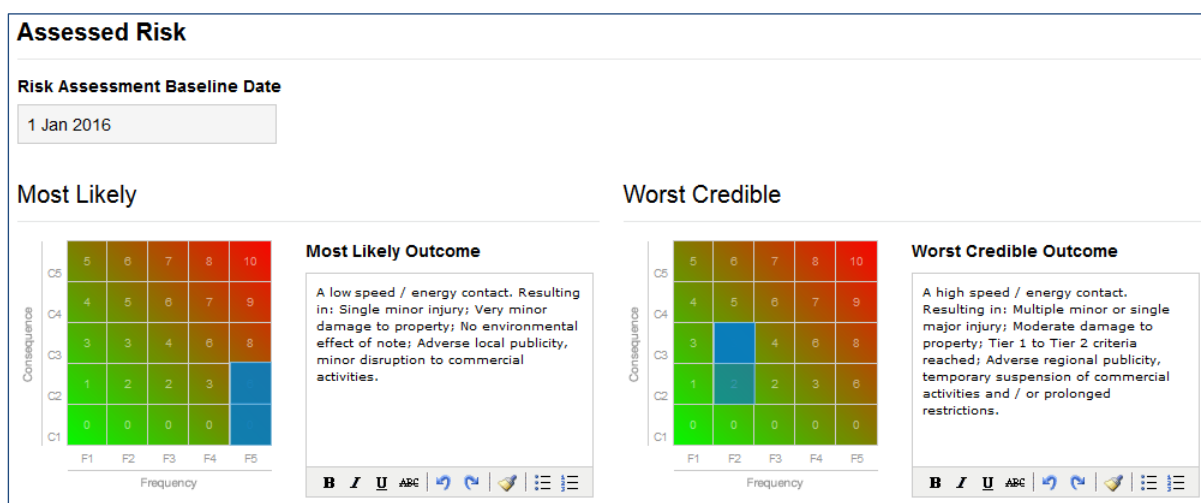 Assessed Risk
Risk Assessment Baseline Date
1 Jan 2016
Most Likely
Consequence
C5
5 6 7 8 10
C4
4 5 6 7 9
C3
3 3 4 6 8
C2
1 2 2 3
C1
0 0 0 0
F1 F2 F3 F4 F5
Frequency
Most Likely Outcome
A low speed / energy contact. Resulting
in: Single minor injury; Very minor
damage to property; No environmental
effect of note; Adverse local publicity,
minor disruption to commercial
activities.
B I U ABC
Worst Credible
Consequence
C5
5 6 7 8 10
C4
4 5 6 7 9
C3
3 4 6 8
C2
1 2 2 3 6
C1
0 0 0 0 0
F1 F2 F3 F4 F5
Frequency
Worst Credible Outcome
A high speed / energy contact.
Resulting in: Multiple minor or single
major injury; Moderate damage to
property; Tier 1 to Tier 2 criteria
reached; Adverse regional publicity,
temporary suspension of commercial
activities and / or prolonged
restrictions.
B I U ABC